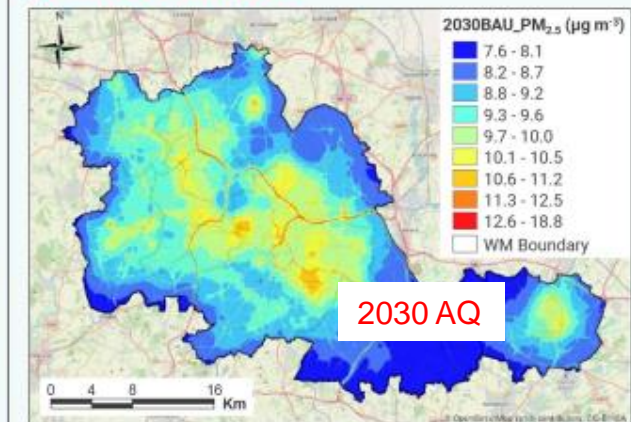 N
2030BAU_PM2.5 (µg m-3)
7.6 - 8.1
8.2 - 8.7
8.8 - 9.2
9.3 - 9.6
9.7 - 10.0
10.1 - 10.5
10.6 - 11.2
11.3 - 12.5
12.6 - 18.8
WM Boundary
2030 AQ
0 4 8 16
Km